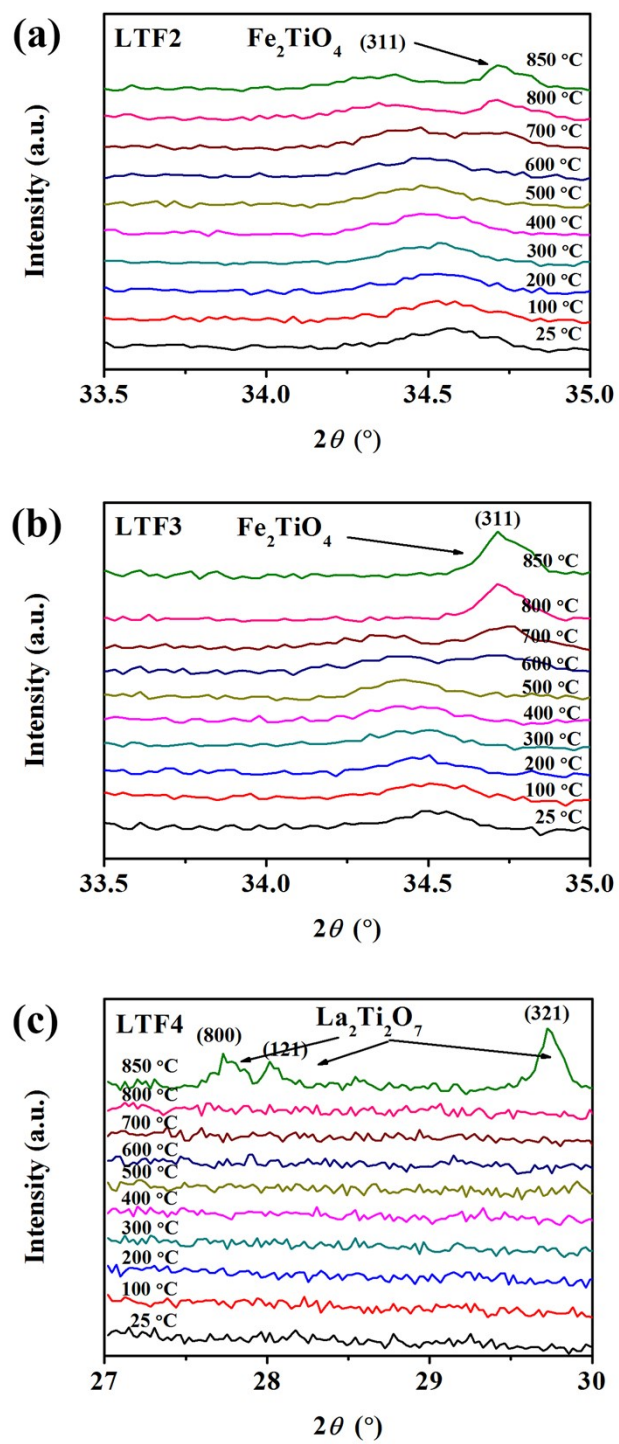 (a)
LTF2 Fe₂TiO₄ (311)
850 °C
800 °C
700 °C
600 °C
500 °C
400 °C
300 °C
200 °C
100 °C
25 °C
Intensity (a.u.)
33.5 34.0 34.5 35.0
2θ (°)
(b)
LTF3 Fe₂TiO₄ (311)
850 °C
800 °C
700 °C
600 °C
500 °C
400 °C
300 °C
200 °C
100 °C
25 °C
Intensity (a.u.)
33.5 34.0 34.5 35.0
2θ (°)
(c)
LTF4 La₂Ti₂O₇ (321)
(800) (121)
850 °C
800 °C
700 °C
600 °C
500 °C
400 °C
300 °C
200 °C
100 °C
25 °C
Intensity (a.u.)
27 28 29 30
2θ (°)